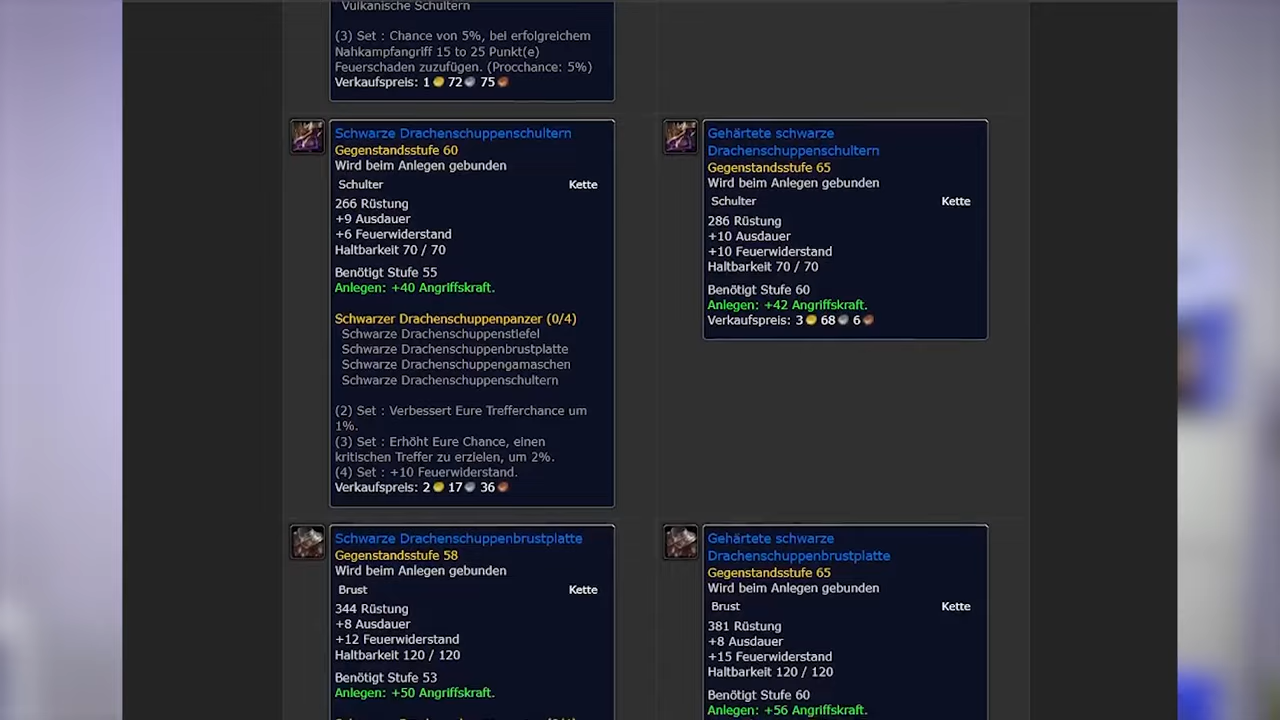 Vulkanische Schultern
(3) Set : Chance von 5%, bei erfolgreichem
Nahkampfangriff 15 to 25 Punkt(e)
Feuerschaden zuzufügen. (Procchance: 5%)
Verkaufspreis: 1 72 75
Schwarze Drachenschuppenschultern
Gegenstandsstufe 60
Wird beim Anlegen gebunden
Schulter Kette
266 Rüstung
+9 Ausdauer
+6 Feuerwiderstand
Haltbarkeit 70 / 70
Benötigt Stufe 55
Anlegen: +40 Angriffskraft.
Schwarzer Drachenschuppenpanzer (0/4)
Schwarze Drachenschuppenstiefel
Schwarze Drachenschuppenbrustplatte
Schwarze Drachenschuppengamaschen
Schwarze Drachenschuppenschultern
(2) Set : Verbessert Eure Trefferchance um
1%.
(3) Set : Erhöht Eure Chance, einen
kritischen Treffer zu erzielen, um 2%.
(4) Set : +10 Feuerwiderstand.
Verkaufspreis: 2 17 36
Gehärtete schwarze
Drachenschuppenschultern
Gegenstandsstufe 65
Wird beim Anlegen gebunden
Schulter Kette
286 Rüstung
+10 Ausdauer
+10 Feuerwiderstand
Haltbarkeit 70 / 70
Benötigt Stufe 60
Anlegen: +42 Angriffskraft.
Verkaufspreis: 3 68 6
Schwarze Drachenschuppenbrustplatte
Gegenstandsstufe 58
Wird beim Anlegen gebunden
Brust Kette
344 Rüstung
+8 Ausdauer
+12 Feuerwiderstand
Haltbarkeit 120 / 120
Benötigt Stufe 53
Anlegen: +50 Angriffskraft.
Gehärtete schwarze
Drachenschuppenbrustplatte
Gegenstandsstufe 65
Wird beim Anlegen gebunden
Brust Kette
381 Rüstung
+8 Ausdauer
+15 Feuerwiderstand
Haltbarkeit 120 / 120
Benötigt Stufe 60
Anlegen: +56 Angriffskraft.